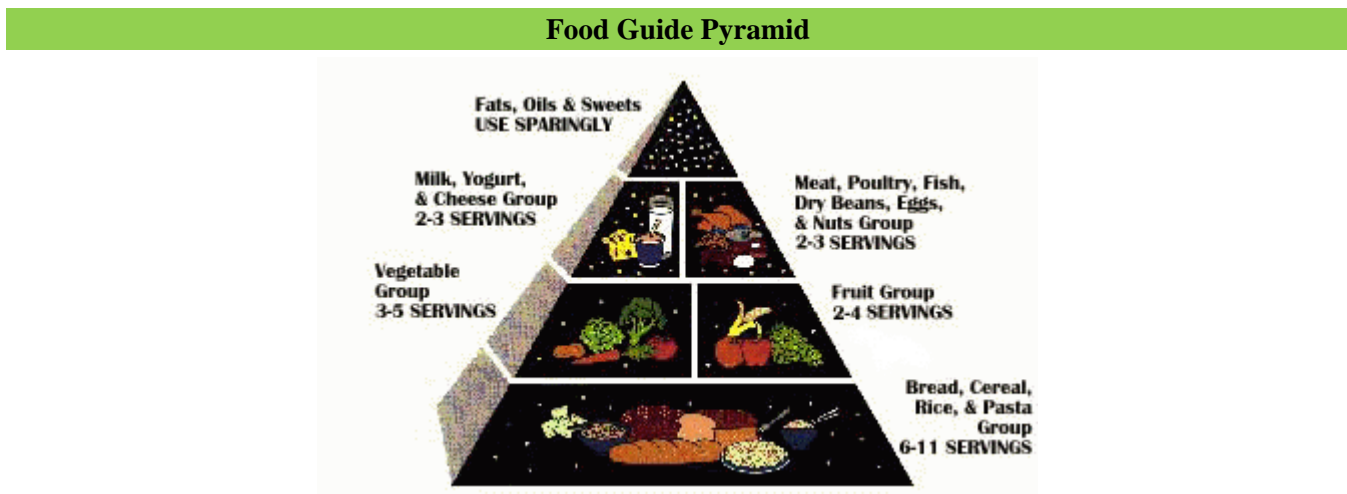 Food Guide Pyramid
Fats, Oils & Sweets
USE SPARINGLY
Milk, Yogurt,
& Cheese Group
2-3 SERVINGS
Meat, Poultry, Fish,
Dry Beans, Eggs,
& Nuts Group
2-3 SERVINGS
Vegetable
Group
3-5 SERVINGS
Fruit Group
2-4 SERVINGS
Bread, Cereal,
Rice, & Pasta
Group
6-11 SERVINGS